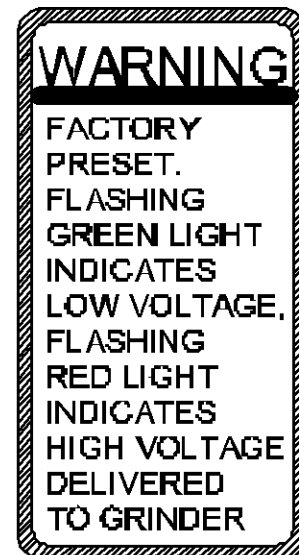 WARNING
FACTORY
PRESET.
FLASHING
GREEN LIGHT
INDICATES
LOW VOLTAGE,
FLASHING
RED LIGHT
INDICATES
HIGH VOLTAGE
DELIVERED
TO GRINDER